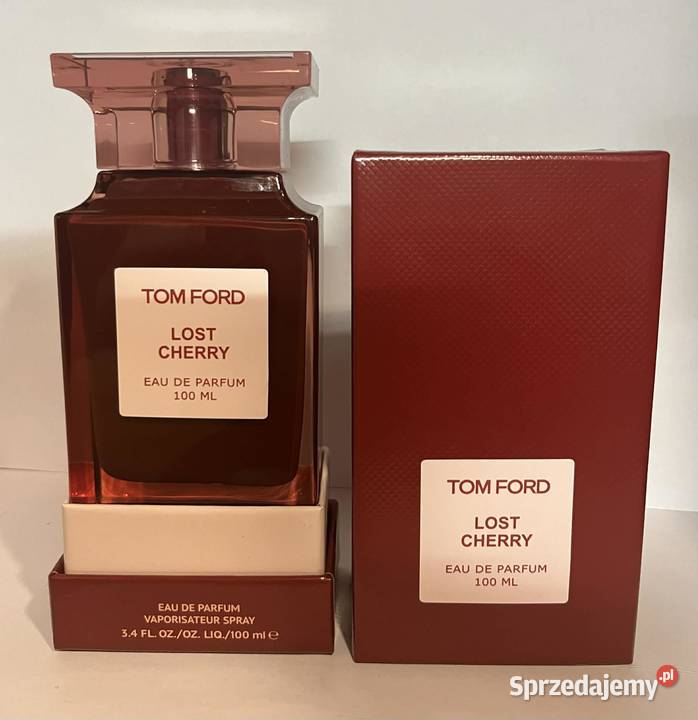 TOM FORD
LOST
CHERRY
EAU DE PARFUM
100 ML
EAU DE PARFUM
VAPORISATEUR SPRAY
3.4 FL. OZ./OZ. LIQ./100 ml ℮
TOM FORD
LOST
CHERRY
EAU DE PARFUM
100 ML
Sprzedajemy.pl